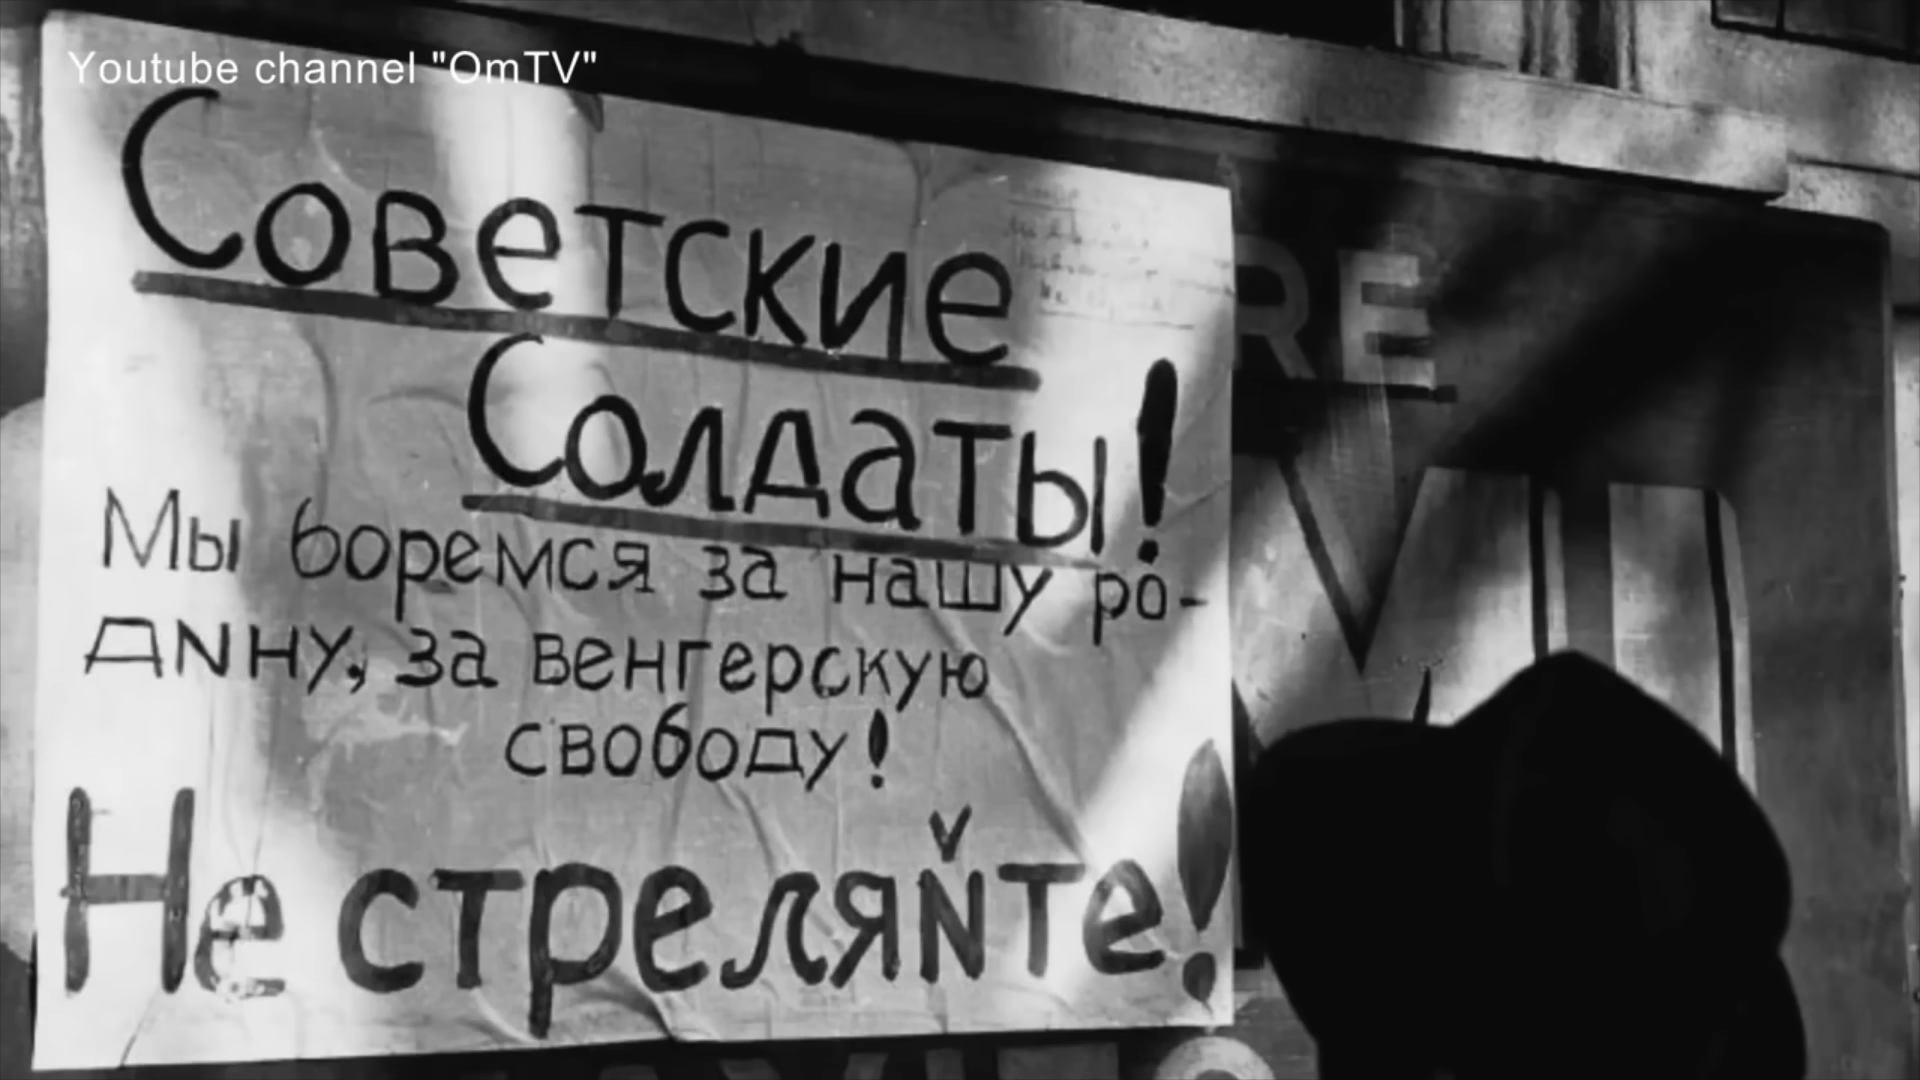 Youtube channel "OmTV"
Советские
Солдаты!
Мы боремся за нашу ро-
дину, за венгерскую
свободу!
Не стреляйте!
RE